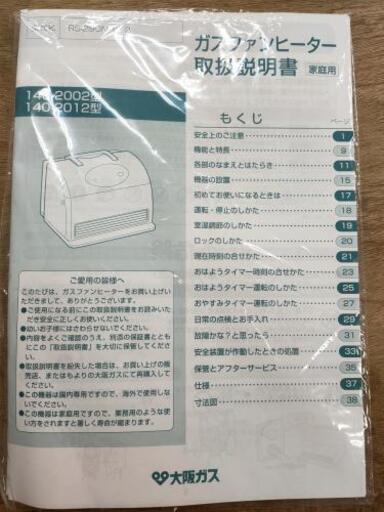 ガスファンヒーター
取扱説明書 家庭用
140-2002型
140-2012型
もくじ
ページ
安全上のご注意 1
機能と特長 9
各部のなまえとはたらき 11
機器の設置 15
初めてお使いになるときは 17
運転・停止のしかた 18
室温調節のしかた 19
ロックのしかた 20
現在時刻の合せかた 21
おはようタイマー時刻の合せかた 23
おはようタイマー運転のしかた 25
おやすみタイマー運転のしかた 27
日常の点検とお手入れ 29
故障かな?と思ったら 31
安全装置が作動したときの処置 33
保管とアフターサービス 35
仕様 37
寸法図 38
ご愛用の皆様へ
このたびは、ガスファンヒーターをお買い上げい
ただきまして、ありがとうございます。
●ご使用になる前にこの取扱説明書をお読みいた
だき安全に正しくお使いください。
●幼いお子様にはさわらせないでください。
●内容をよくご確認のうえ、別添の保証書ととも
にこの「取扱説明書」を大切に保管してください。
●取扱説明書を紛失した場合は、お買い上げの販
売店、またはもよりの大阪ガスにて再購入して
ください。
●この機器は国内専用ですので、海外で使用しな
いでください。
●この機器は家庭用ですので、業務用のような使
い方をされますと著しく寿命が縮まります。
大阪ガス